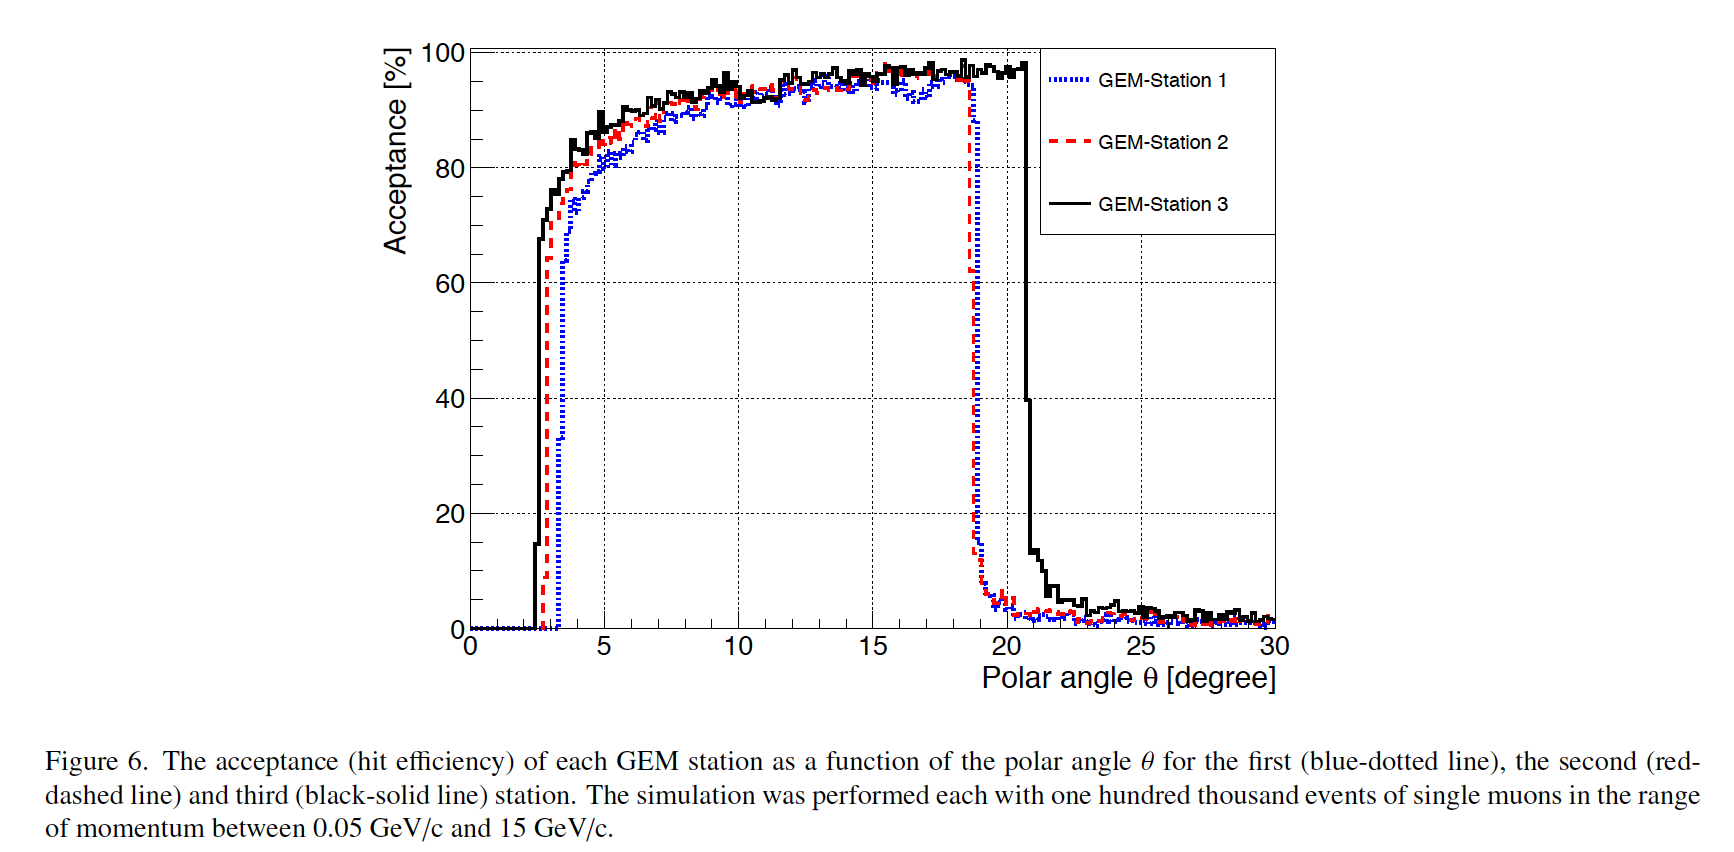 100
80
60
40
20
0
Acceptance [%]
GEM-Station 1
GEM-Station 2
GEM-Station 3
0 5 10 15 20 25 30
Polar angle θ [degree]
Figure 6. The acceptance (hit efficiency) of each GEM station as a function of the polar angle θ for the first (blue-dotted line), the second (red-
dashed line) and third (black-solid line) station. The simulation was performed each with one hundred thousand events of single muons in the range
of momentum between 0.05 GeV/c and 15 GeV/c.